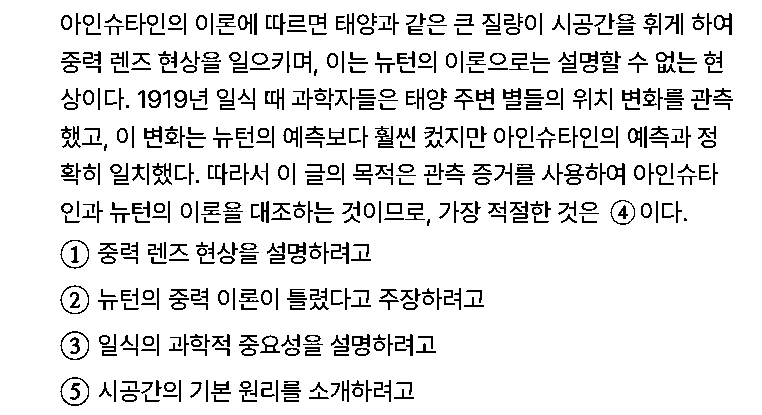 아인슈타인의 이론에 따르면 태양과 같은 큰 질량이 시공간을 휘게 하여
중력 렌즈 현상을 일으키며, 이는 뉴턴의 이론으로는 설명할 수 없는 현
상이다. 1919년 일식 때 과학자들은 태양 주변 별들의 위치 변화를 관측
했고, 이 변화는 뉴턴의 예측보다 훨씬 컸지만 아인슈타인의 예측과 정
확히 일치했다. 따라서 이 글의 목적은 관측 증거를 사용하여 아인슈타
인과 뉴턴의 이론을 대조하는 것이므로, 가장 적절한 것은 ④이다.
① 중력 렌즈 현상을 설명하려고
② 뉴턴의 중력 이론이 틀렸다고 주장하려고
③ 일식의 과학적 중요성을 설명하려고
⑤ 시공간의 기본 원리를 소개하려고